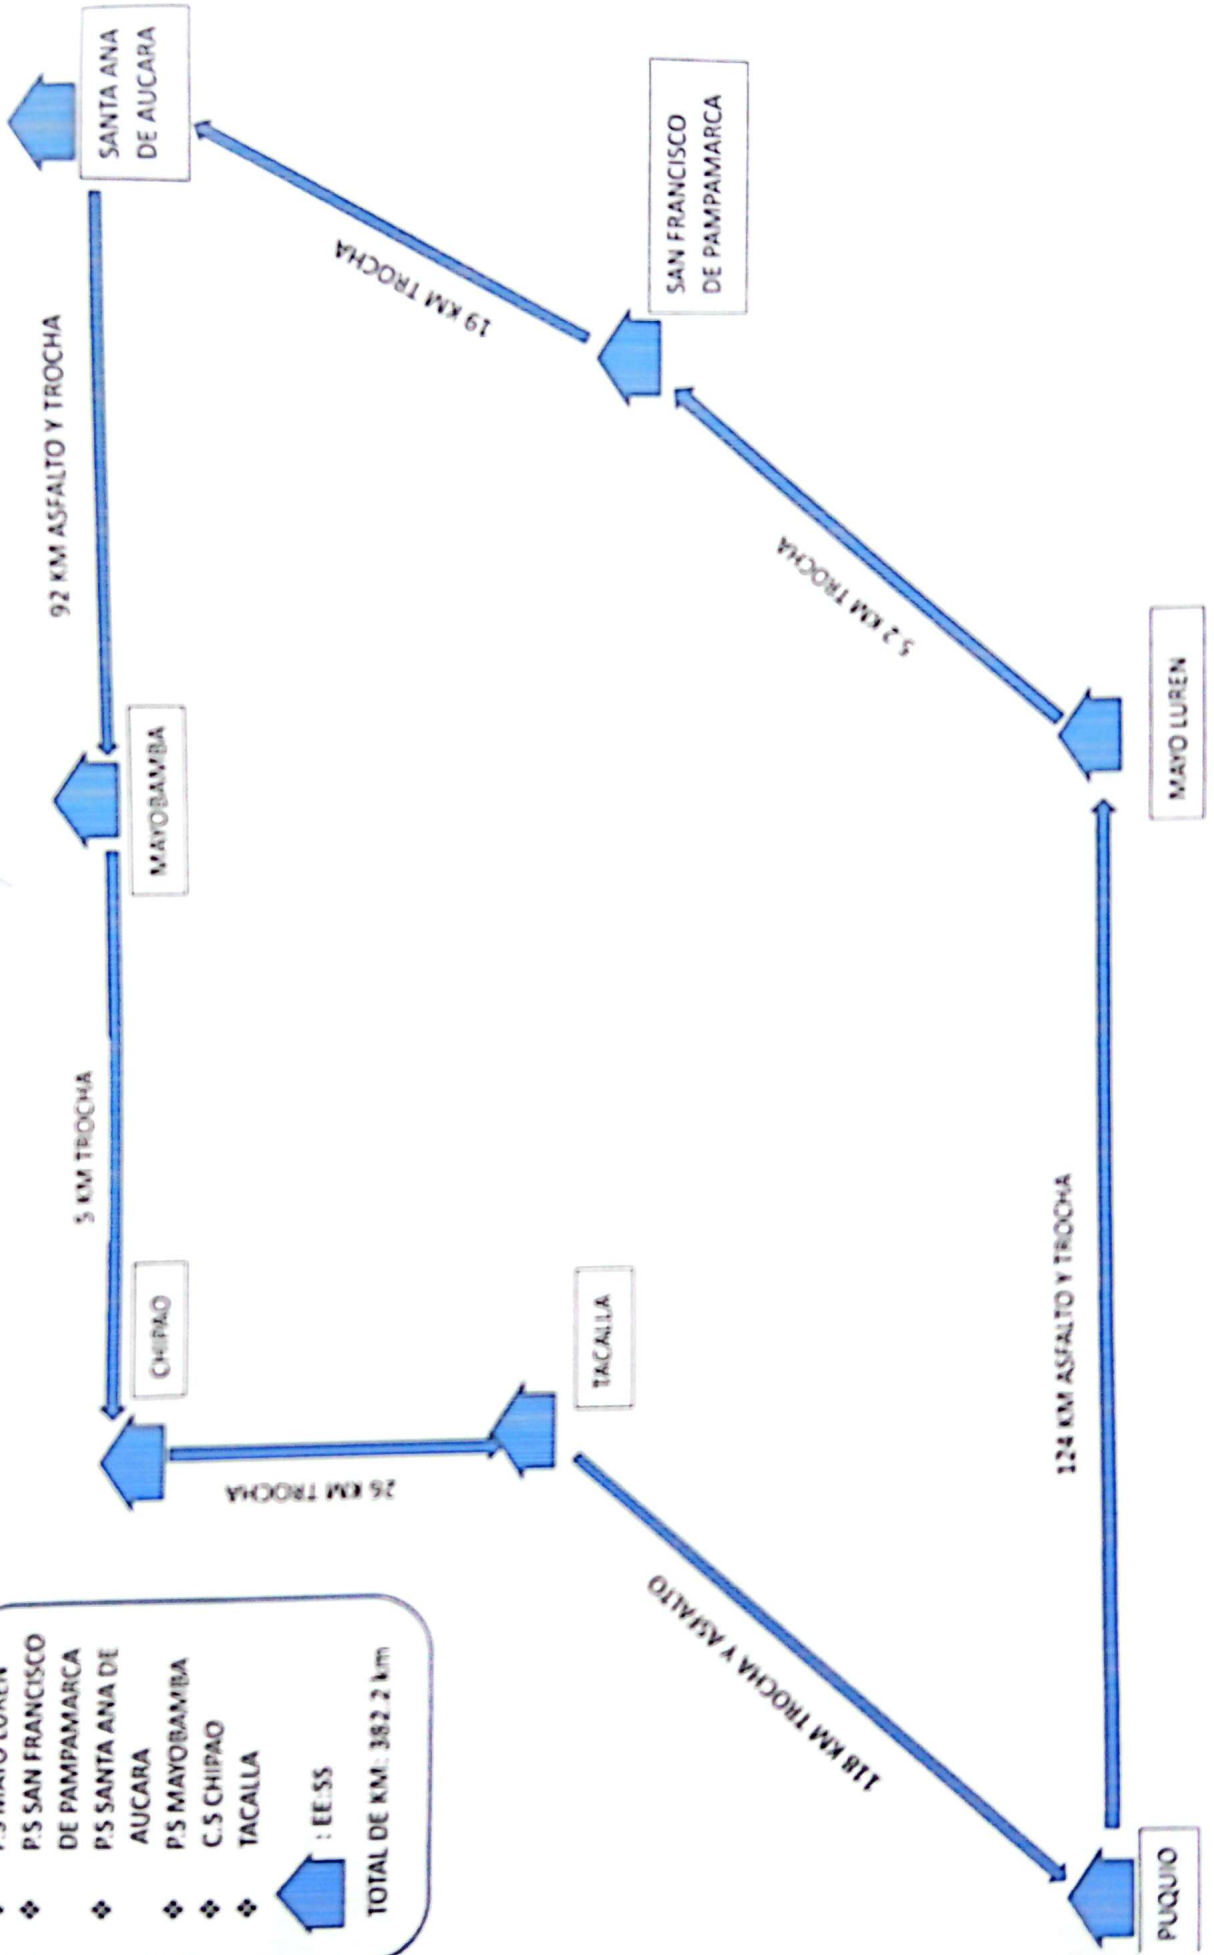 P.S MAYO LUREN
P.S SAN FRANCISCO
DE PAMPAMARCA
P.S SANTA ANA DE
AUCARA
P.S MAYOBAMBA
C.S CHIPAO
TACALLA
: EE:SS
TOTAL DE KM: 382.2 km
CHIPAO
5 KM TROCHA
MAYOBAMBA
92 KM ASFALTO Y TROCHA
SANTA ANA
DE AUCARA
26 KM TROCHA
TACALLA
19 KM TROCHA
SAN FRANCISCO
DE PAMPAMARCA
118 KM TROCHA Y ASFALTO
5.2 KM TROCHA
124 KM ASFALTO Y TROCHA
PUQUIO
MAYO LUREN